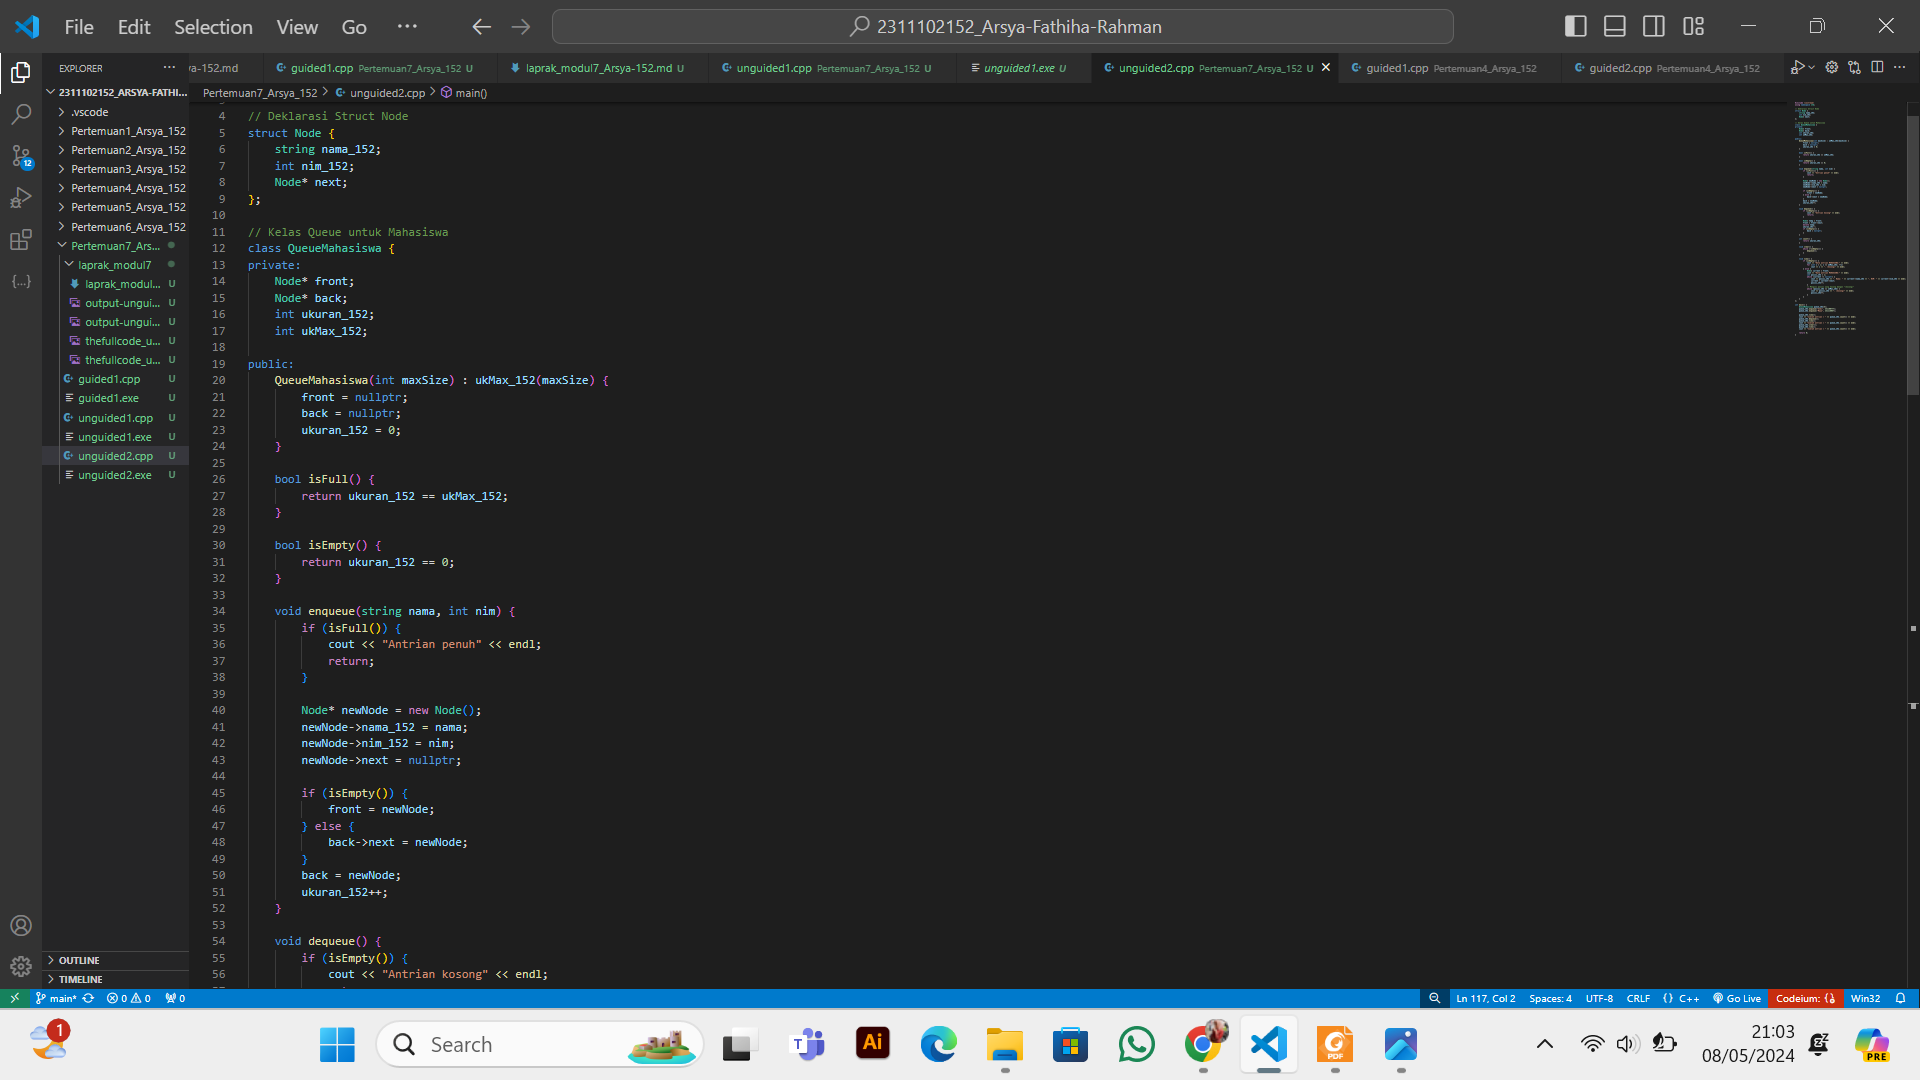 File Edit Selection View Go ··· 2311102152_Arsya-Fathiha-Rahman
EXPLORER ···
ya-152.md guided1.cpp Pertemuan7_Arsya_152 U laprak_modul7_Arsya-152.md U unguided1.cpp Pertemuan7_Arsya_152 U unguided1.exe U unguided2.cpp Pertemuan7_Arsya_152 U guided1.cpp Pertemuan4_Arsya_152 guided2.cpp Pertemuan4_Arsya_152
Pertemuan7_Arsya_152 > unguided2.cpp > main()
2311102152_ARSYA-FATHI...
.vscode
Pertemuan1_Arsya_152
Pertemuan2_Arsya_152
Pertemuan3_Arsya_152
Pertemuan4_Arsya_152
Pertemuan5_Arsya_152
Pertemuan6_Arsya_152
Pertemuan7_Ars...
laprak_modul7
laprak_modul... U
output-ungui... U
output-ungui... U
thefullcode_u... U
thefullcode_u... U
guided1.cpp U
guided1.exe U
unguided1.cpp U
unguided1.exe U
unguided2.cpp U
unguided2.exe U
OUTLINE
TIMELINE
12
4 // Deklarasi Struct Node
5 struct Node {
6 string nama_152;
7 int nim_152;
8 Node* next;
9 };
10
11 // Kelas Queue untuk Mahasiswa
12 class QueueMahasiswa {
13 private:
14 Node* front;
15 Node* back;
16 int ukuran_152;
17 int ukMax_152;
18
19 public:
20 QueueMahasiswa(int maxSize) : ukMax_152(maxSize) {
21 front = nullptr;
22 back = nullptr;
23 ukuran_152 = 0;
24 }
25
26 bool isFull() {
27 return ukuran_152 == ukMax_152;
28 }
29
30 bool isEmpty() {
31 return ukuran_152 == 0;
32 }
33
34 void enqueue(string nama, int nim) {
35 if (isFull()) {
36 cout << "Antrian penuh" << endl;
37 return;
38 }
39
40 Node* newNode = new Node();
41 newNode->nama_152 = nama;
42 newNode->nim_152 = nim;
43 newNode->next = nullptr;
44
45 if (isEmpty()) {
46 front = newNode;
47 } else {
48 back->next = newNode;
49 }
50 back = newNode;
51 ukuran_152++;
52 }
53
54 void dequeue() {
55 if (isEmpty()) {
56 cout << "Antrian kosong" << endl;
main* 0 0 0 Ln 117, Col 2 Spaces: 4 UTF-8 CRLF {} C++ Go Live Codeium: {} Win32
1 Search T Ai PDF 21:03 PRE
08/05/2024